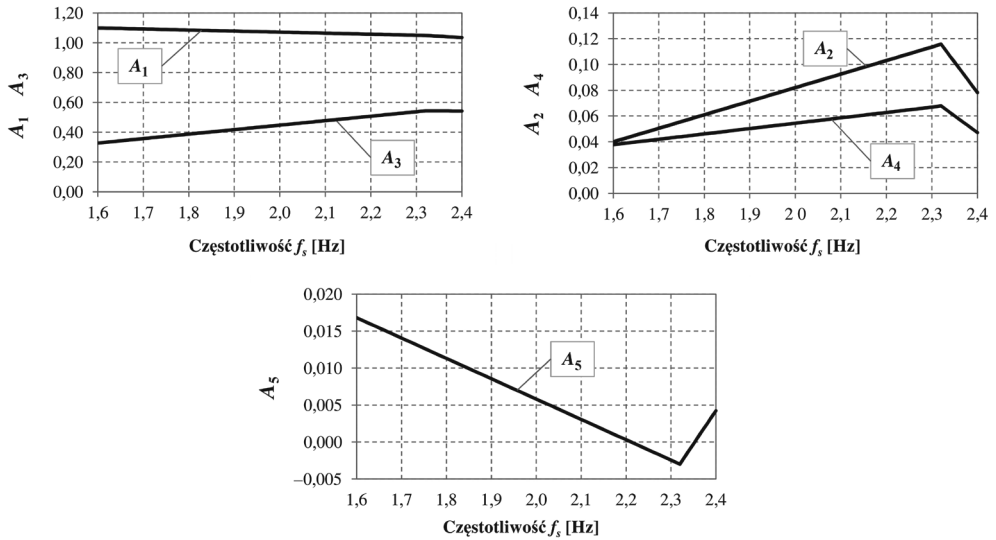 1,20
1,00
0,80
0,60
0,40
0,20
0,00
A1 A3
A1
A3
1,6 1,7 1,8 1,9 2,0 2,1 2,2 2,3 2,4
Częstotliwość fs [Hz]
0,14
0,12
0,10
0,08
0,06
0,04
0,02
0,00
A2 A4
A2
A4
1,6 1,7 1,8 1,9 2 0 2,1 2,2 2,3 2,4
Częstotliwość fs [Hz]
0,020
0,015
0,010
0,005
0,000
–0,005
A5
A5
1,6 1,7 1,8 1,9 2,0 2,1 2,2 2,3 2,4
Częstotliwość fs [Hz]